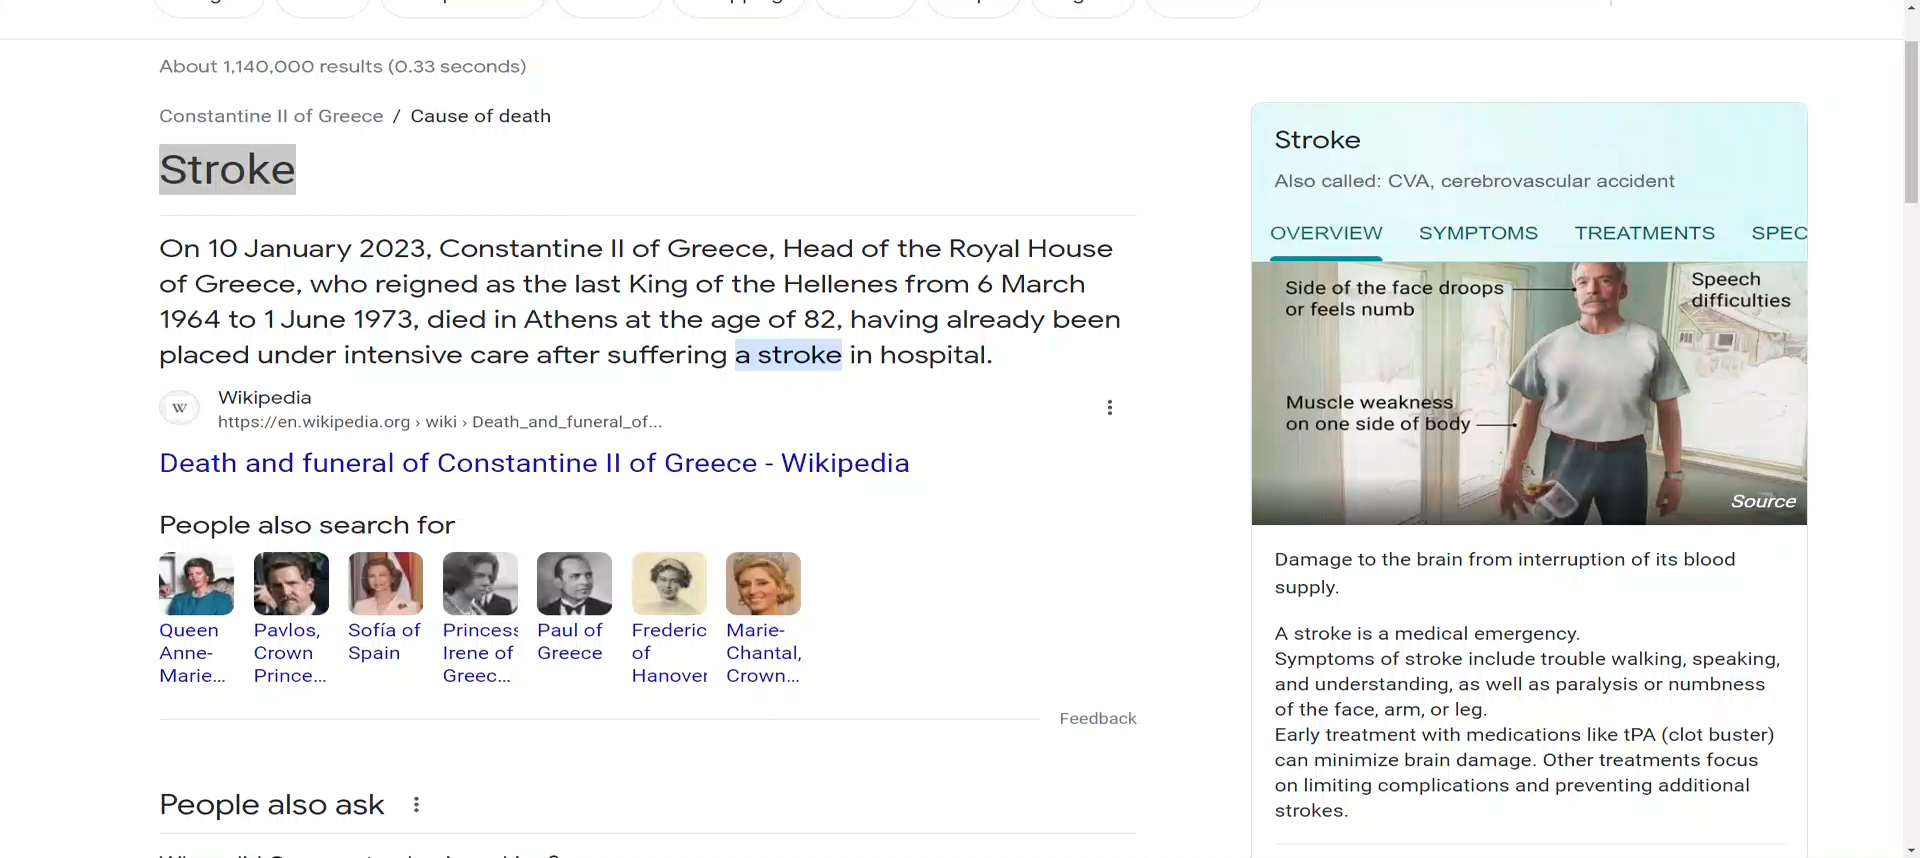 About 1,140,000 results (0.33 seconds)
Constantine II of Greece / Cause of death
Stroke
On 10 January 2023, Constantine II of Greece, Head of the Royal House
of Greece, who reigned as the last King of the Hellenes from 6 March
1964 to 1 June 1973, died in Athens at the age of 82, having already been
placed under intensive care after suffering a stroke in hospital.
W
Wikipedia
https://en.wikipedia.org › wiki › Death_and_funeral_of...
Death and funeral of Constantine II of Greece - Wikipedia
People also search for
Queen
Anne-
Marie...
Pavlos,
Crown
Prince...
Sofía of
Spain
Princess
Irene of
Greec...
Paul of
Greece
Frederic
of
Hanover
Marie-
Chantal,
Crown...
Feedback
People also ask
Stroke
Also called: CVA, cerebrovascular accident
OVERVIEW SYMPTOMS TREATMENTS SPEC
Side of the face droops
or feels numb
Speech
difficulties
Muscle weakness
on one side of body
Source
Damage to the brain from interruption of its blood
supply.
A stroke is a medical emergency.
Symptoms of stroke include trouble walking, speaking,
and understanding, as well as paralysis or numbness
of the face, arm, or leg.
Early treatment with medications like tPA (clot buster)
can minimize brain damage. Other treatments focus
on limiting complications and preventing additional
strokes.